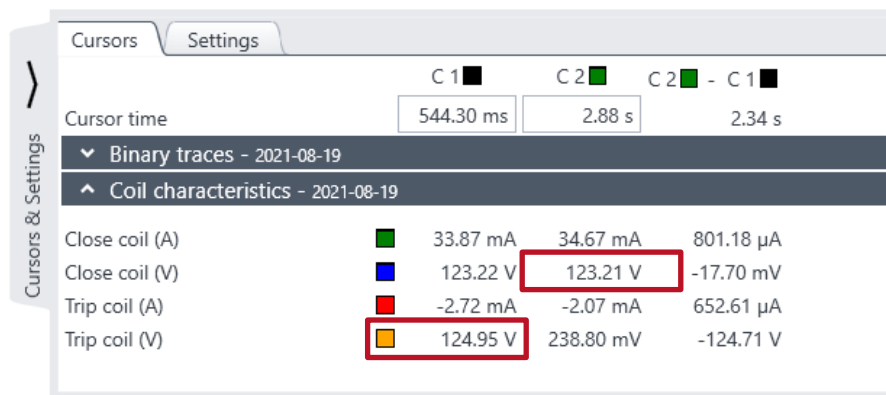 Cursors Settings
C 1 C 2 C 2 - C 1
Cursor time 544.30 ms 2.88 s 2.34 s
Binary traces - 2021-08-19
Coil characteristics - 2021-08-19
Close coil (A) 33.87 mA 34.67 mA 801.18 µA
Close coil (V) 123.22 V 123.21 V -17.70 mV
Trip coil (A) -2.72 mA -2.07 mA 652.61 µA
Trip coil (V) 124.95 V 238.80 mV -124.71 V
Cursors & Settings